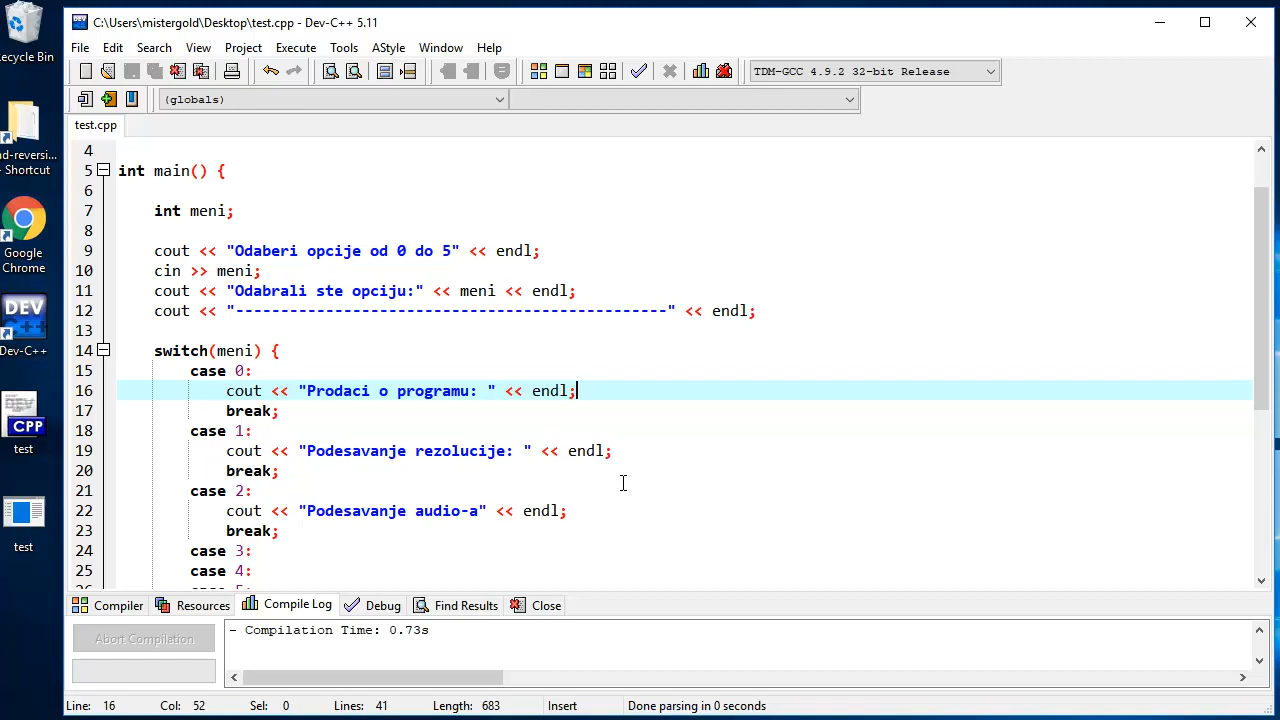 C:\Users\mistergold\Desktop\test.cpp - Dev-C++ 5.11
File Edit Search View Project Execute Tools AStyle Window Help
TDM-GCC 4.9.2 32-bit Release
(globals)
test.cpp
4
5 int main() {
6
7 int meni;
8
9 cout << "Odaberi opcije od 0 do 5" << endl;
10 cin >> meni;
11 cout << "Odabrali ste opciju:" << meni << endl;
12 cout << "------------------------------------------------" << endl;
13
14 switch(meni) {
15 case 0:
16 cout << "Prodaci o programu: " << endl;
17 break;
18 case 1:
19 cout << "Podesavanje rezolucije: " << endl;
20 break;
21 case 2:
22 cout << "Podesavanje audio-a" << endl;
23 break;
24 case 3:
25 case 4:
Compiler Resources Compile Log Debug Find Results Close
Abort Compilation
- Compilation Time: 0.73s
Line: 16 Col: 52 Sel: 0 Lines: 41 Length: 683 Insert Done parsing in 0 seconds
ecycle Bin
nd-reversi...
- Shortcut
Google
Chrome
DEV
Dev-C++
CPP
test
test